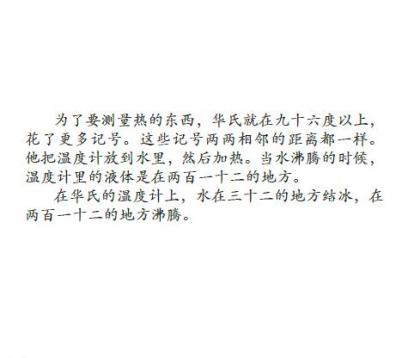 为了要测量热的东西，华氏就在九十六度以上，
花了更多记号。这些记号两两相邻的距离都一样。
他把温度计放到水里，然后加热。当水沸腾的时候，
温度计里的液体是在两百一十二的地方。
在华氏的温度计上，水在三十二的地方结冰，在
两百一十二的地方沸腾。